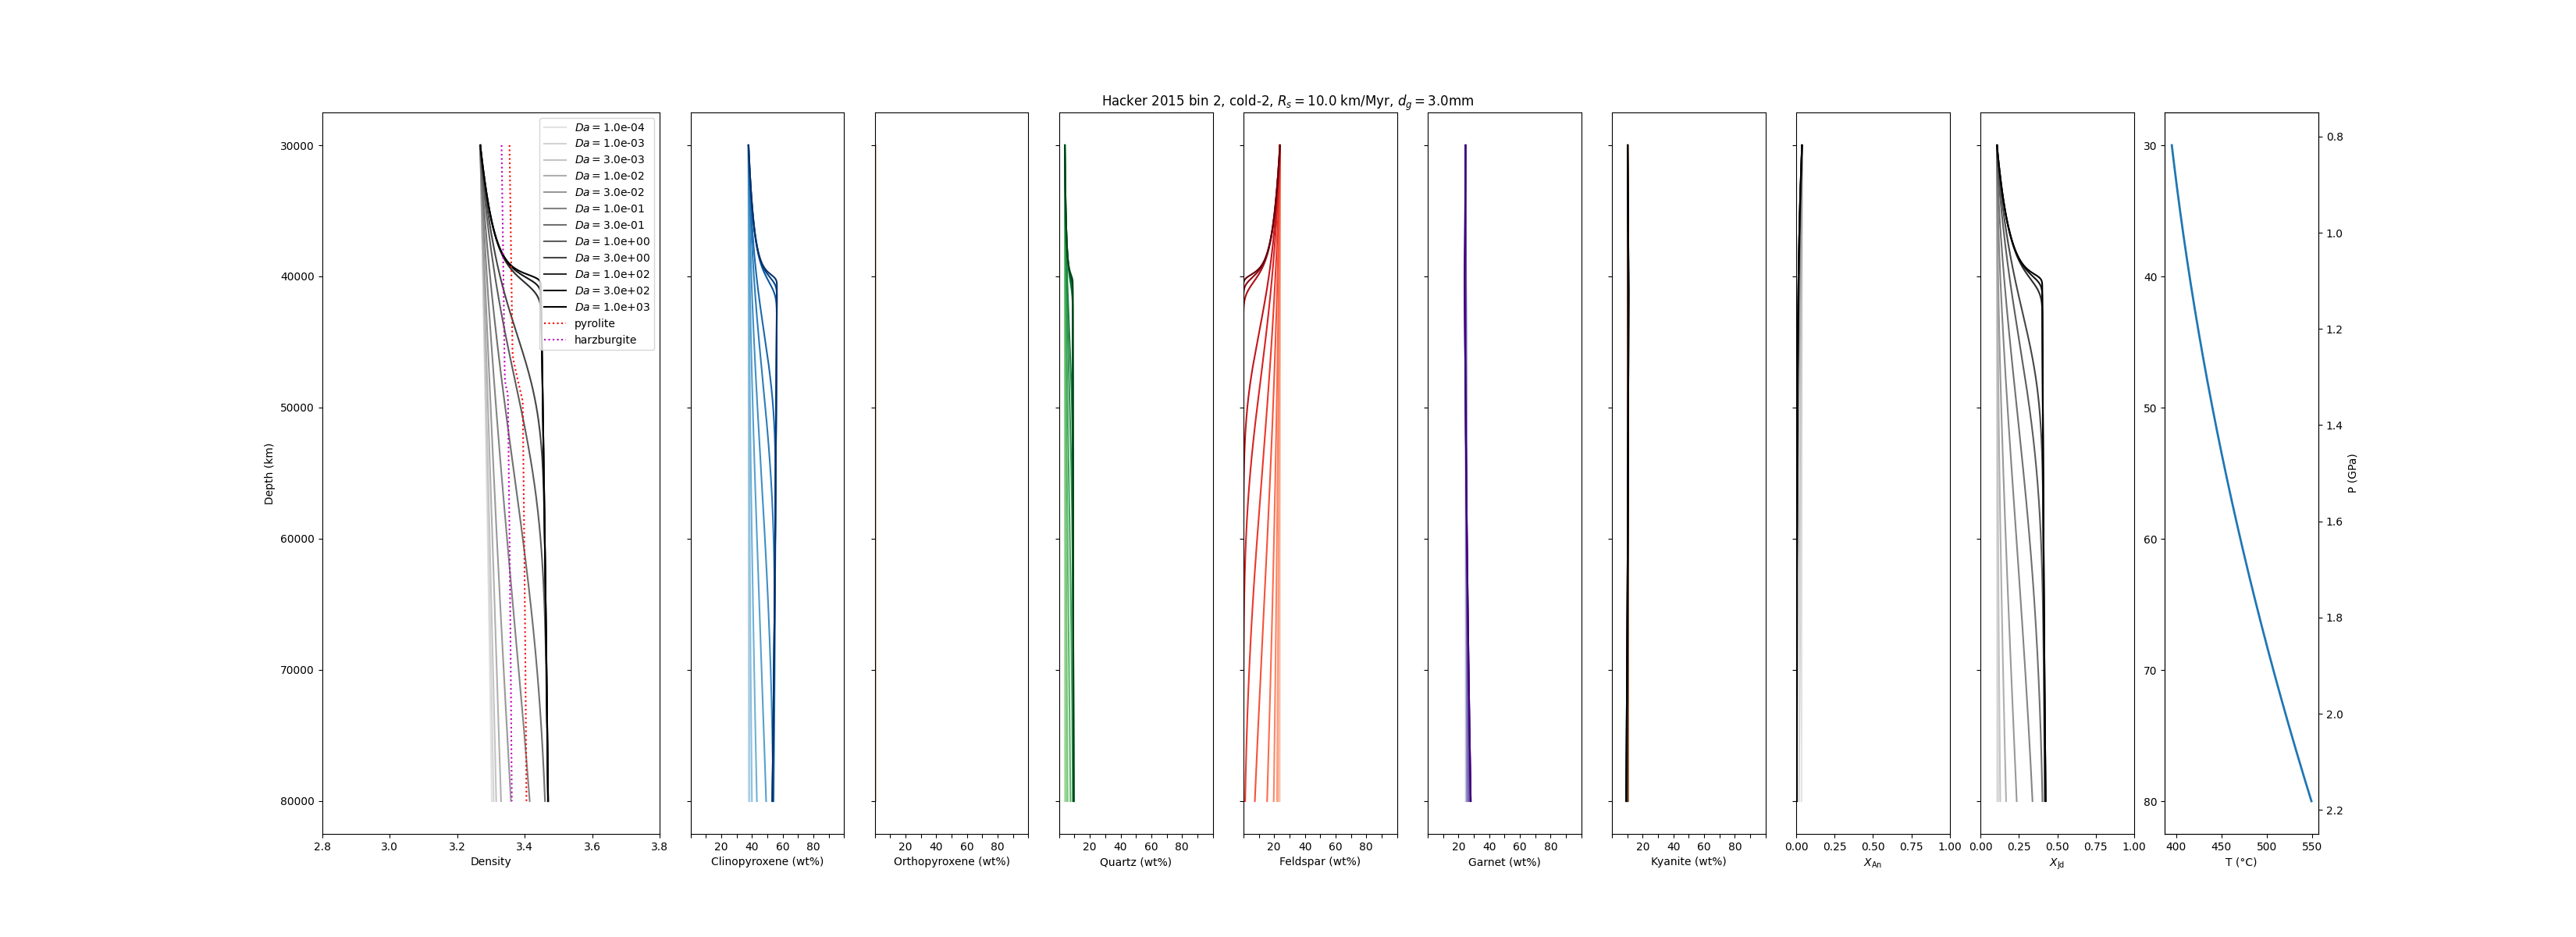 Hacker 2015 bin 2, cold-2, R_s = 10.0 km/Myr, d_g = 3.0mm
Da = 1.0e-04
Da = 1.0e-03
Da = 3.0e-03
Da = 1.0e-02
Da = 3.0e-02
Da = 1.0e-01
Da = 3.0e-01
Da = 1.0e+00
Da = 3.0e+00
Da = 1.0e+02
Da = 3.0e+02
Da = 1.0e+03
pyrolite
harzburgite
Depth (km)
30000
40000
50000
60000
70000
80000
2.8 3.0 3.2 3.4 3.6 3.8
Density
20 40 60 80
Clinopyroxene (wt%)
20 40 60 80
Orthopyroxene (wt%)
20 40 60 80
Quartz (wt%)
20 40 60 80
Feldspar (wt%)
20 40 60 80
Garnet (wt%)
20 40 60 80
Kyanite (wt%)
0.00 0.25 0.50 0.75 1.00
X_An
0.00 0.25 0.50 0.75 1.00
X_Jd
30
40
50
60
70
80
400 450 500 550
T (°C)
0.8
1.0
1.2
1.4
1.6
1.8
2.0
2.2
P (GPa)